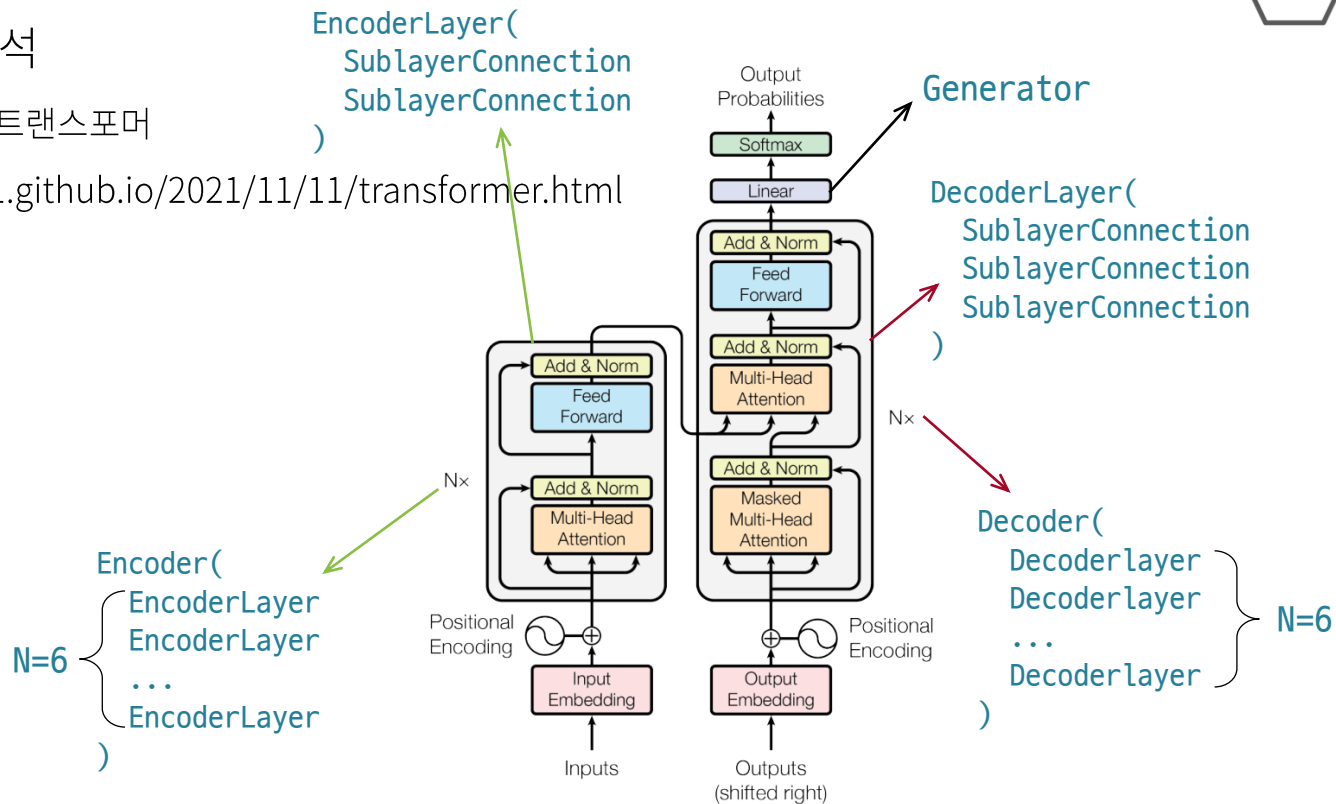 석
트랜스포머
.github.io/2021/11/11/transformer.html
EncoderLayer(
SublayerConnection
SublayerConnection
)
Output
Probabilities
Softmax
Linear
Generator
Add & Norm
Feed
Forward
Add & Norm
Multi-Head
Attention
Add & Norm
Masked
Multi-Head
Attention
DecoderLayer(
SublayerConnection
SublayerConnection
SublayerConnection
)
Nx
Add & Norm
Feed
Forward
Add & Norm
Multi-Head
Attention
Nx
Encoder(
EncoderLayer
EncoderLayer
...
EncoderLayer
)
N=6
Decoder(
Decoderlayer
Decoderlayer
...
Decoderlayer
)
N=6
Positional
Encoding
Positional
Encoding
Input
Embedding
Output
Embedding
Inputs
Outputs
(shifted right)